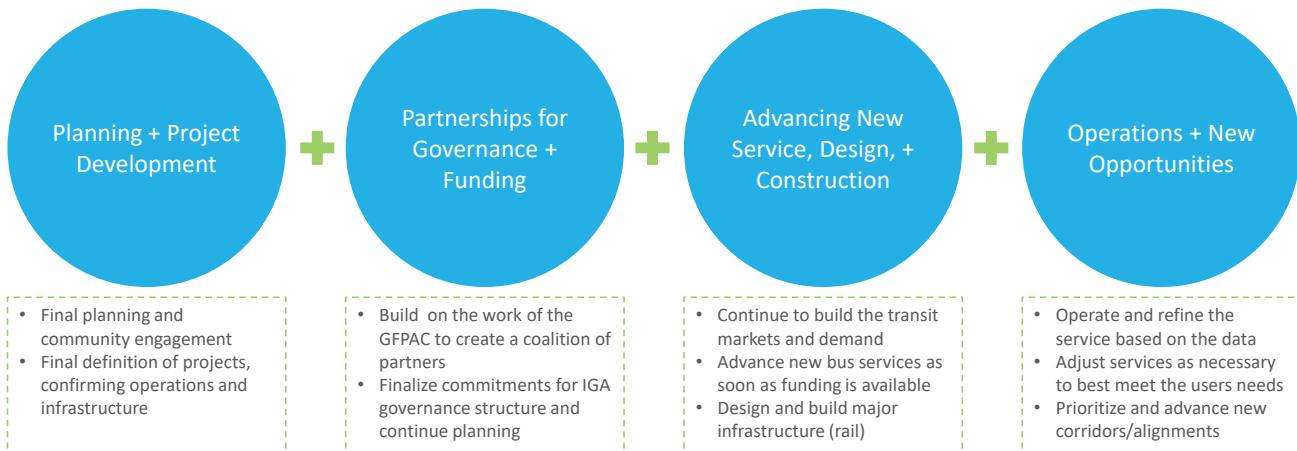 Planning + Project
Development
Partnerships for
Governance +
Funding
Advancing New
Service, Design, +
Construction
Operations + New
Opportunities
• Final planning and
community engagement
• Final definition of projects,
confirming operations and
infrastructure
• Build on the work of the
GFPAC to create a coalition of
partners
• Finalize commitments for IGA
governance structure and
continue planning
• Continue to build the transit
markets and demand
• Advance new bus services as
soon as funding is available
• Design and build major
infrastructure (rail)
• Operate and refine the
service based on the data
• Adjust services as necessary
to best meet the users needs
• Prioritize and advance new
corridors/alignments